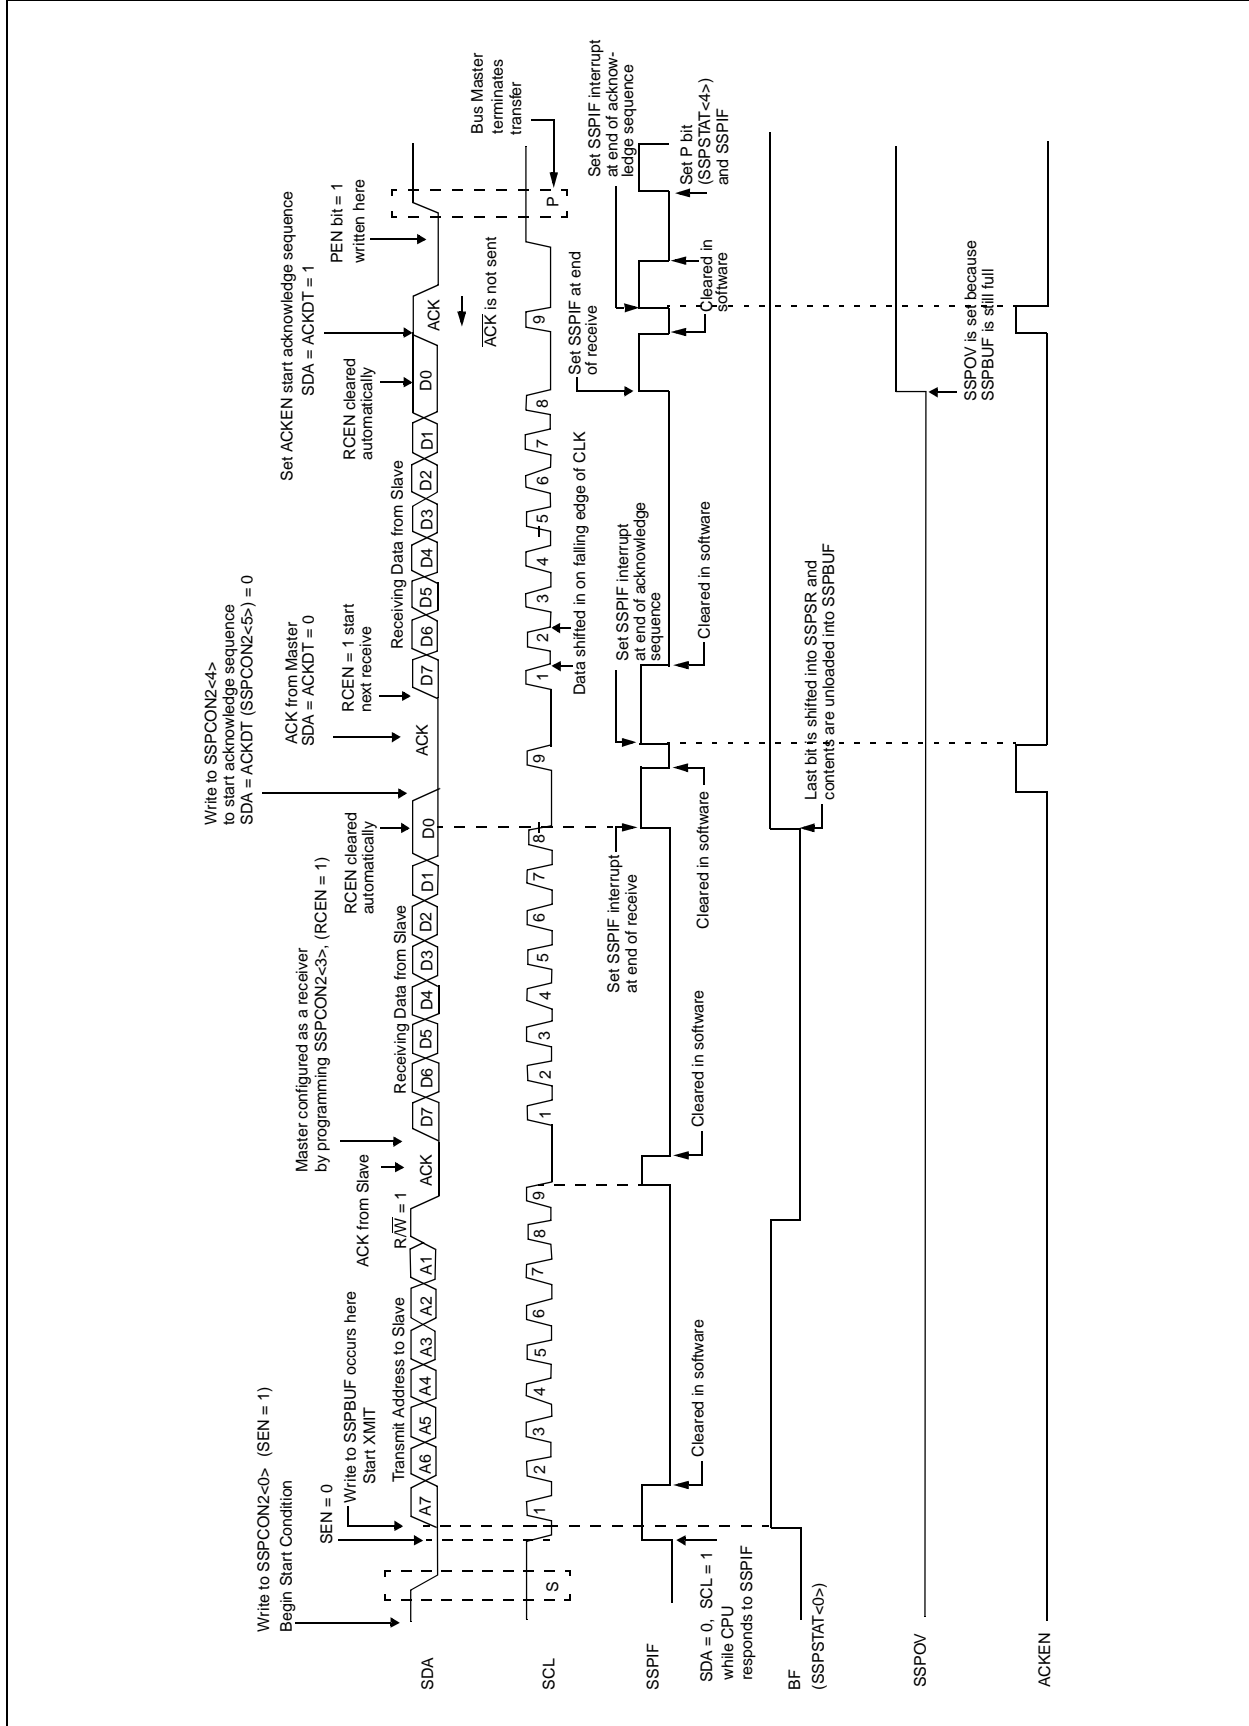 Write to SSPCON2<0> (SEN = 1)
Begin Start Condition
SEN = 0
Write to SSPBUF occurs here
Start XMIT
Transmit Address to Slave
ACK from Slave
R/W = 1
Master configured as a receiver
by programming SSPCON2<3>, (RCEN = 1)
Receiving Data from Slave
RCEN cleared
automatically
Write to SSPCON2<4>
to start acknowledge sequence
SDA = ACKDT (SSPCON2<5>) = 0
ACK from Master
SDA = ACKDT = 0
RCEN = 1 start
next receive
Receiving Data from Slave
RCEN cleared
automatically
Set ACKEN start acknowledge sequence
SDA = ACKDT = 1
PEN bit = 1
written here
SDA
A7 A6 A5 A4 A3 A2 A1
ACK
D7 D6 D5 D4 D3 D2 D1 D0
ACK
D7 D6 D5 D4 D3 D2 D1 D0
ACK
ACK is not sent
Bus Master
terminates
transfer
SCL
S
1 2 3 4 5 6 7 8 9
1 2 3 4 5 6 7 8 9
1 2 3 4 5 6 7 8 9
P
Data shifted in on falling edge of CLK
Set SSPIF interrupt
at end of receive
Set SSPIF interrupt
at end of acknowledge
sequence
Set SSPIF at end
of receive
Set SSPIF interrupt
at end of acknow-
ledge sequence
SSPIF
SDA = 0, SCL = 1
while CPU
responds to SSPIF
Cleared in software
Cleared in software
Cleared in software
Cleared in software
Cleared in
software
Set P bit
(SSPSTAT<4>)
and SSPIF
BF
(SSPSTAT<0>)
Last bit is shifted into SSPSR and
contents are unloaded into SSPBUF
SSPOV
SSPOV is set because
SSPBUF is still full
ACKEN